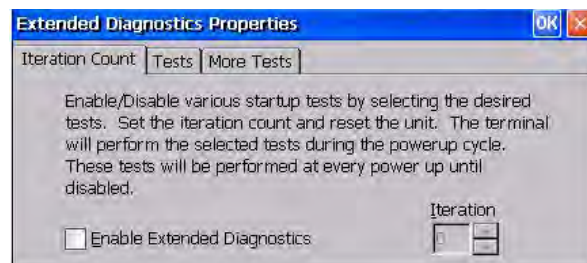 Extended Diagnostics Properties OK ×
Iteration Count Tests More Tests
Enable/Disable various startup tests by selecting the desired
tests. Set the iteration count and reset the unit. The terminal
will perform the selected tests during the powerup cycle.
These tests will be performed at every power up until
disabled.
Iteration
Enable Extended Diagnostics 0